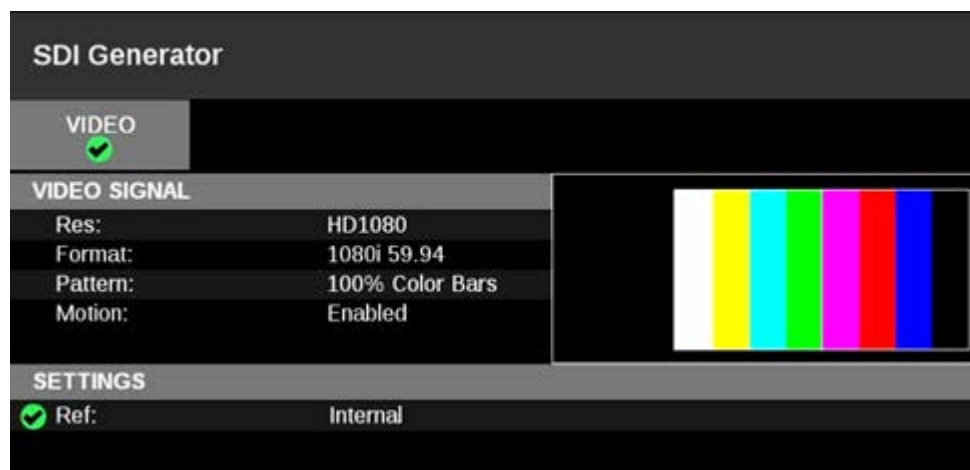 SDI Generator
VIDEO
VIDEO SIGNAL
Res: HD1080
Format: 1080i 59.94
Pattern: 100% Color Bars
Motion: Enabled
SETTINGS
Ref: Internal